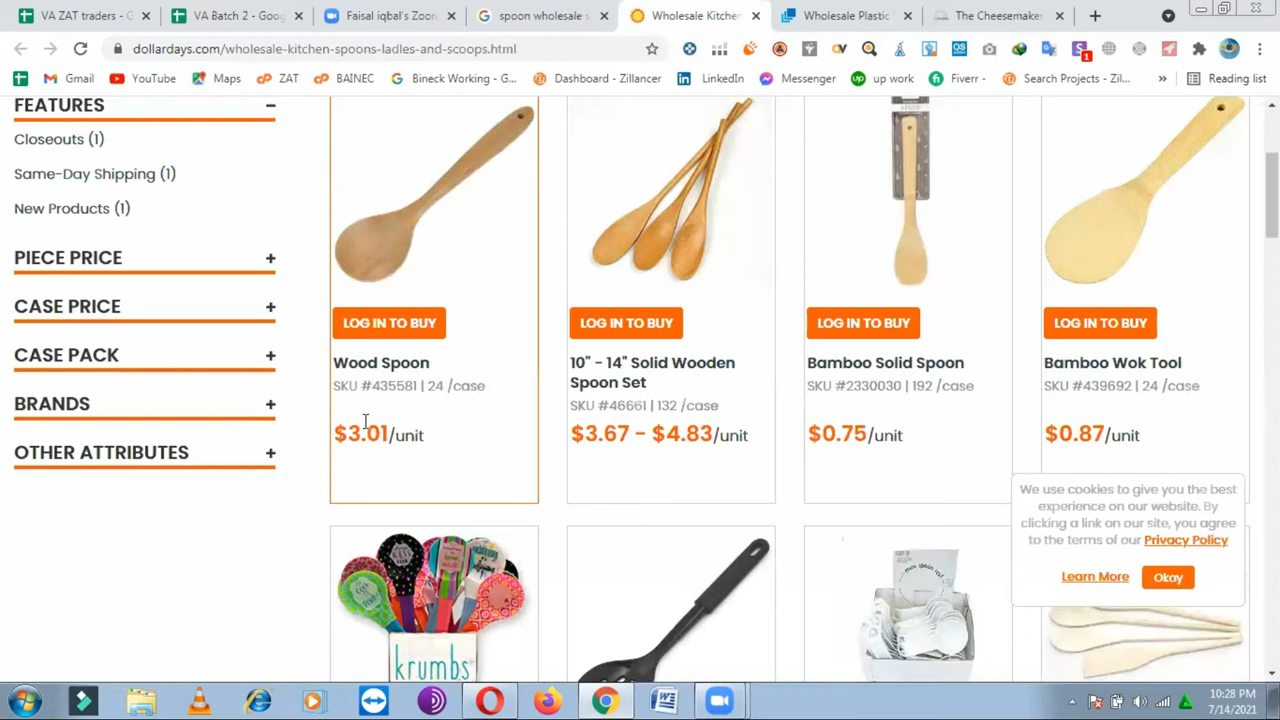 VA ZAT traders - G
VA Batch 2 - Goog
Faisal iqbal's Zoon
spoon wholesale s
Wholesale Kitchen
Wholesale Plastic
The Cheesemaker
dollardays.com/wholesale-kitchen-spoons-ladles-and-scoops.html
Gmail
YouTube
Maps
ZAT
BAINEC
Bineck Working - G...
Dashboard - Zillancer
LinkedIn
Messenger
up work
Fiverr -
Search Projects - Zil...
Reading list
FEATURES
Closeouts (1)
Same-Day Shipping (1)
New Products (1)
PIECE PRICE
CASE PRICE
CASE PACK
BRANDS
OTHER ATTRIBUTES
LOG IN TO BUY
Wood Spoon
SKU #435581 | 24 /case
$3.01/unit
LOG IN TO BUY
10" - 14" Solid Wooden
Spoon Set
SKU #46661 | 132 /case
$3.67 - $4.83/unit
LOG IN TO BUY
Bamboo Solid Spoon
SKU #2330030 | 192 /case
$0.75/unit
LOG IN TO BUY
Bamboo Wok Tool
SKU #439692 | 24 /case
$0.87/unit
krumbs
We use cookies to give you the best
experience on our website. By
clicking a link on our site, you agree
to the terms of our Privacy Policy
Learn More
Okay
10:28 PM
7/14/2021